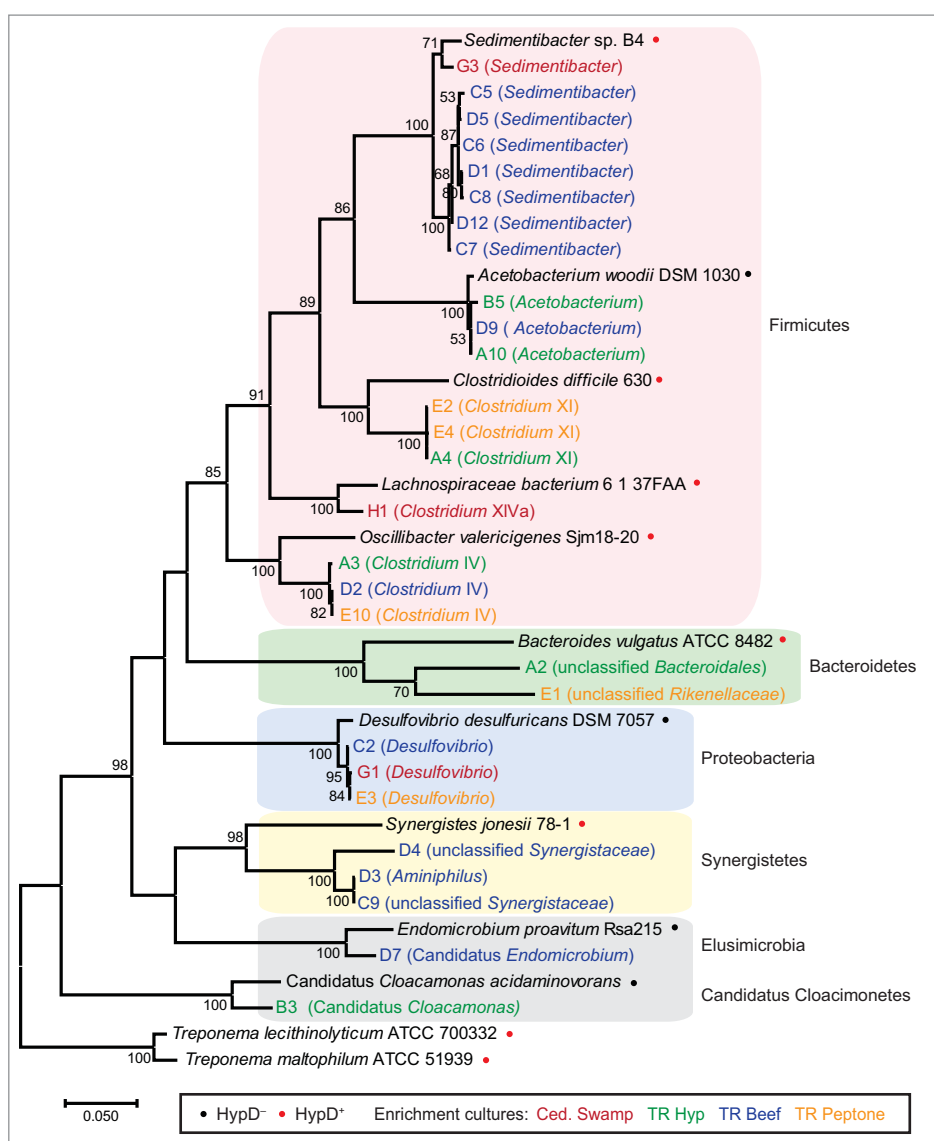 71
Sedimentibacter sp. B4
G3 (Sedimentibacter)
53
C5 (Sedimentibacter)
D5 (Sedimentibacter)
100
87
C6 (Sedimentibacter)
68
D1 (Sedimentibacter)
80
C8 (Sedimentibacter)
86
100
D12 (Sedimentibacter)
C7 (Sedimentibacter)
Acetobacterium woodii DSM 1030
89
100
B5 (Acetobacterium)
Firmicutes
D9 ( Acetobacterium)
53
A10 (Acetobacterium)
Clostridioides difficile 630
91
100
E2 (Clostridium XI)
E4 (Clostridium XI)
100
A4 (Clostridium XI)
85
Lachnospiraceae bacterium 6 1 37FAA
100
H1 (Clostridium XIVa)
Oscillibacter valericigenes Sjm18-20
100
A3 (Clostridium IV)
100
D2 (Clostridium IV)
82
E10 (Clostridium IV)
Bacteroides vulgatus ATCC 8482
100
A2 (unclassified Bacteroidales)
Bacteroidetes
70
E1 (unclassified Rikenellaceae)
Desulfovibrio desulfuricans DSM 7057
100
C2 (Desulfovibrio)
Proteobacteria
98
95
G1 (Desulfovibrio)
84
E3 (Desulfovibrio)
Synergistes jonesii 78-1
98
D4 (unclassified Synergistaceae)
Synergistetes
100
D3 (Aminiphilus)
100
C9 (unclassified Synergistaceae)
Endomicrobium proavitum Rsa215
Elusimicrobia
100
D7 (Candidatus Endomicrobium)
Candidatus Cloacamonas acidaminovorans
Candidatus Cloacimonetes
100
B3 (Candidatus Cloacamonas)
Treponema lecithinolyticum ATCC 700332
100
Treponema maltophilum ATCC 51939
0.050
• HypD⁻ • HypD⁺ Enrichment cultures: Ced. Swamp TR Hyp TR Beef TR Peptone